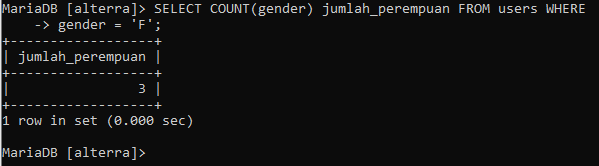 MariaDB [alterra]> SELECT COUNT(gender) jumlah_perempuan FROM users WHERE
    -> gender = 'F';
+------------------+
| jumlah_perempuan |
+------------------+
|                3 |
+------------------+
1 row in set (0.000 sec)
MariaDB [alterra]>